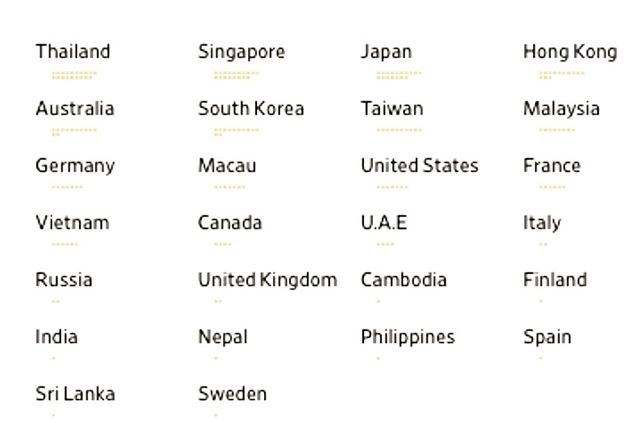 Thailand Singapore Japan Hong Kong
Australia South Korea Taiwan Malaysia
Germany Macau United States France
Vietnam Canada U.A.E Italy
Russia United Kingdom Cambodia Finland
India Nepal Philippines Spain
Sri Lanka Sweden